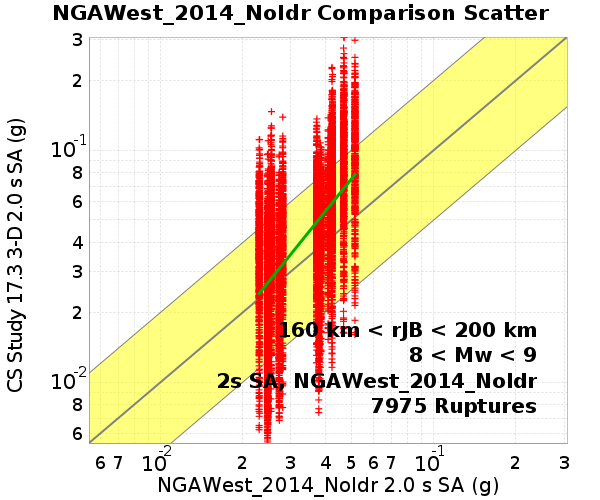 NGAWest_2014_NoIdr Comparison Scatter
CS Study 17.3 3-D 2.0 s SA (g)
3
2
10-1
8
6
4
3
2
10-2
8
6
160 km < rJB < 200 km
8 < Mw < 9
2s SA, NGAWest_2014_NoIdr
7975 Ruptures
6 7 10-2 2 3 4 5 6 7 10-1 2 3
NGAWest_2014_NoIdr 2.0 s SA (g)